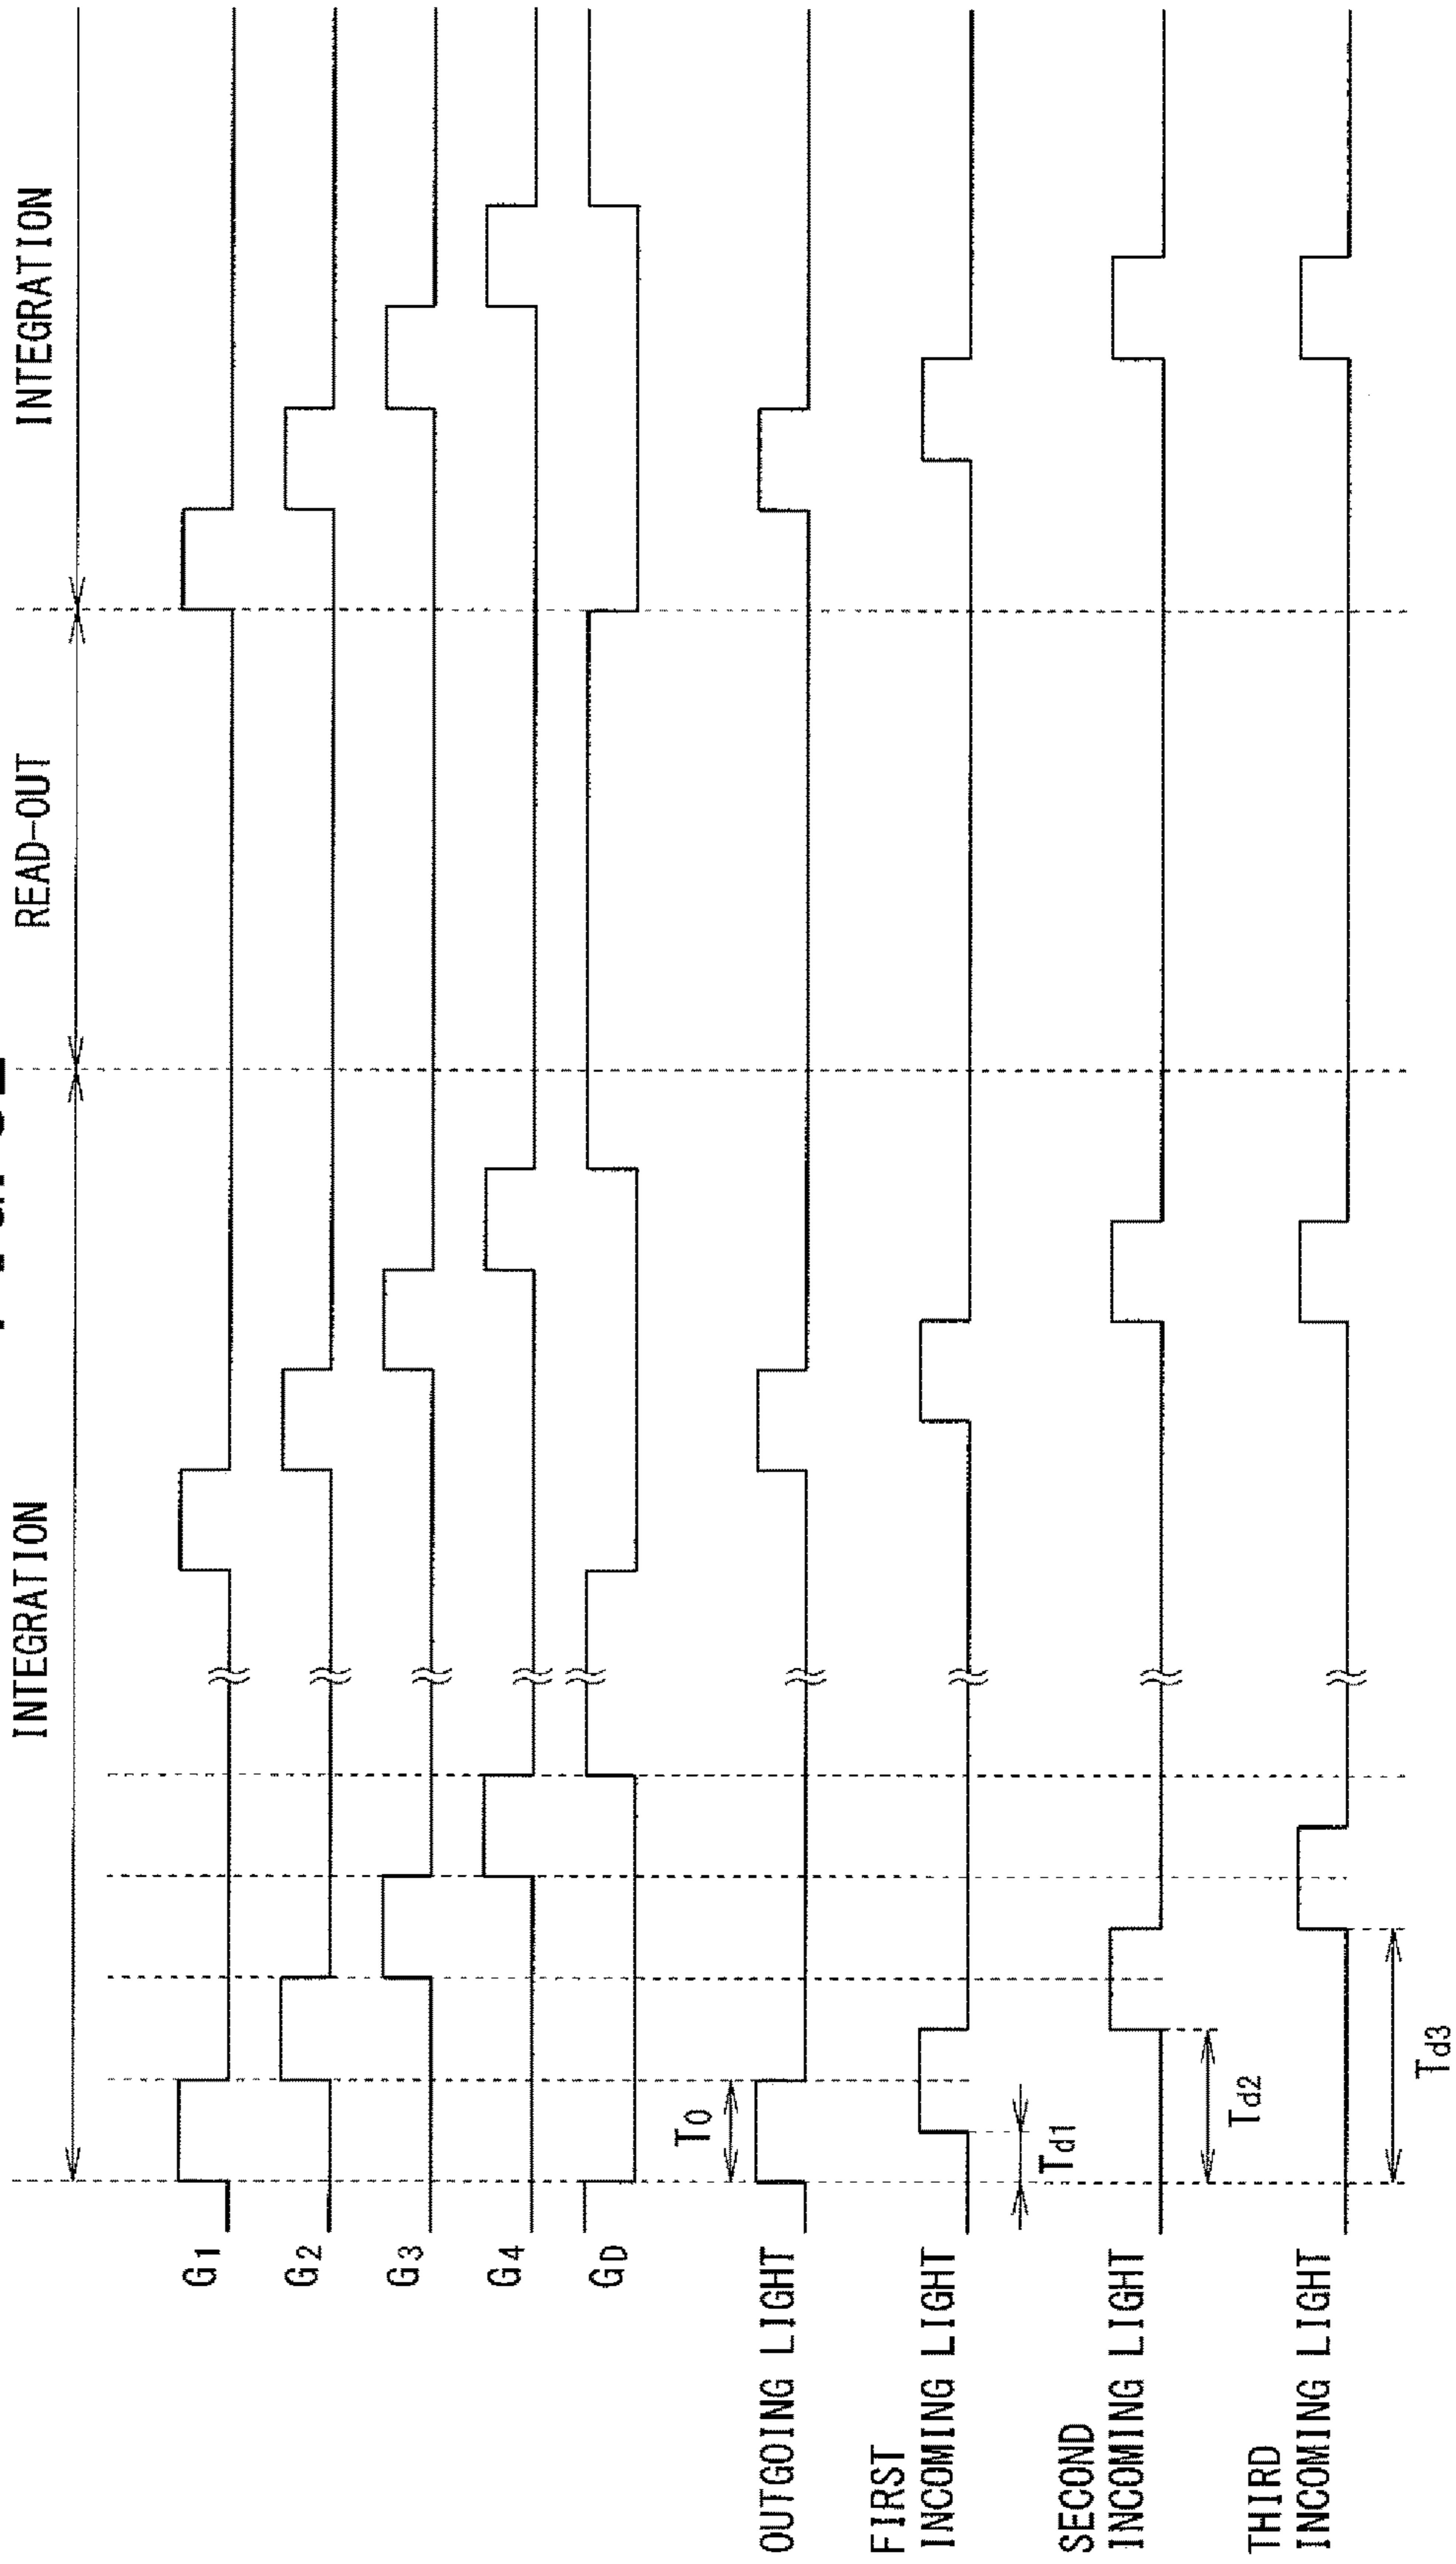 INTEGRATION
READ-OUT
INTEGRATION
G1
G2
G3
G4
GD
OUTGOING LIGHT
T0
FIRST
INCOMING LIGHT
Td1
SECOND
INCOMING LIGHT
Td2
THIRD
INCOMING LIGHT
Td3